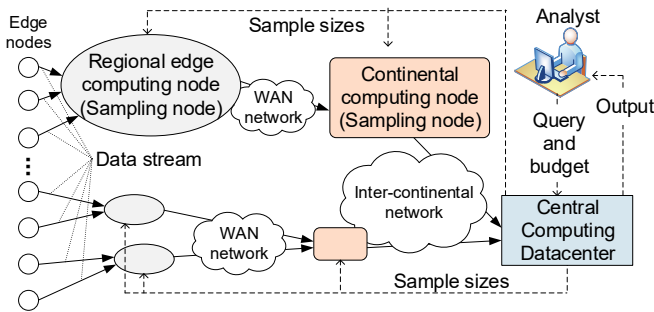 Edge
nodes
Sample sizes
Analyst
Regional edge
computing node
(Sampling node)
WAN
network
Continental
computing node
(Sampling node)
Output
Query
and
budget
Data stream
Inter-continental
network
WAN
network
Central
Computing
Datacenter
Sample sizes